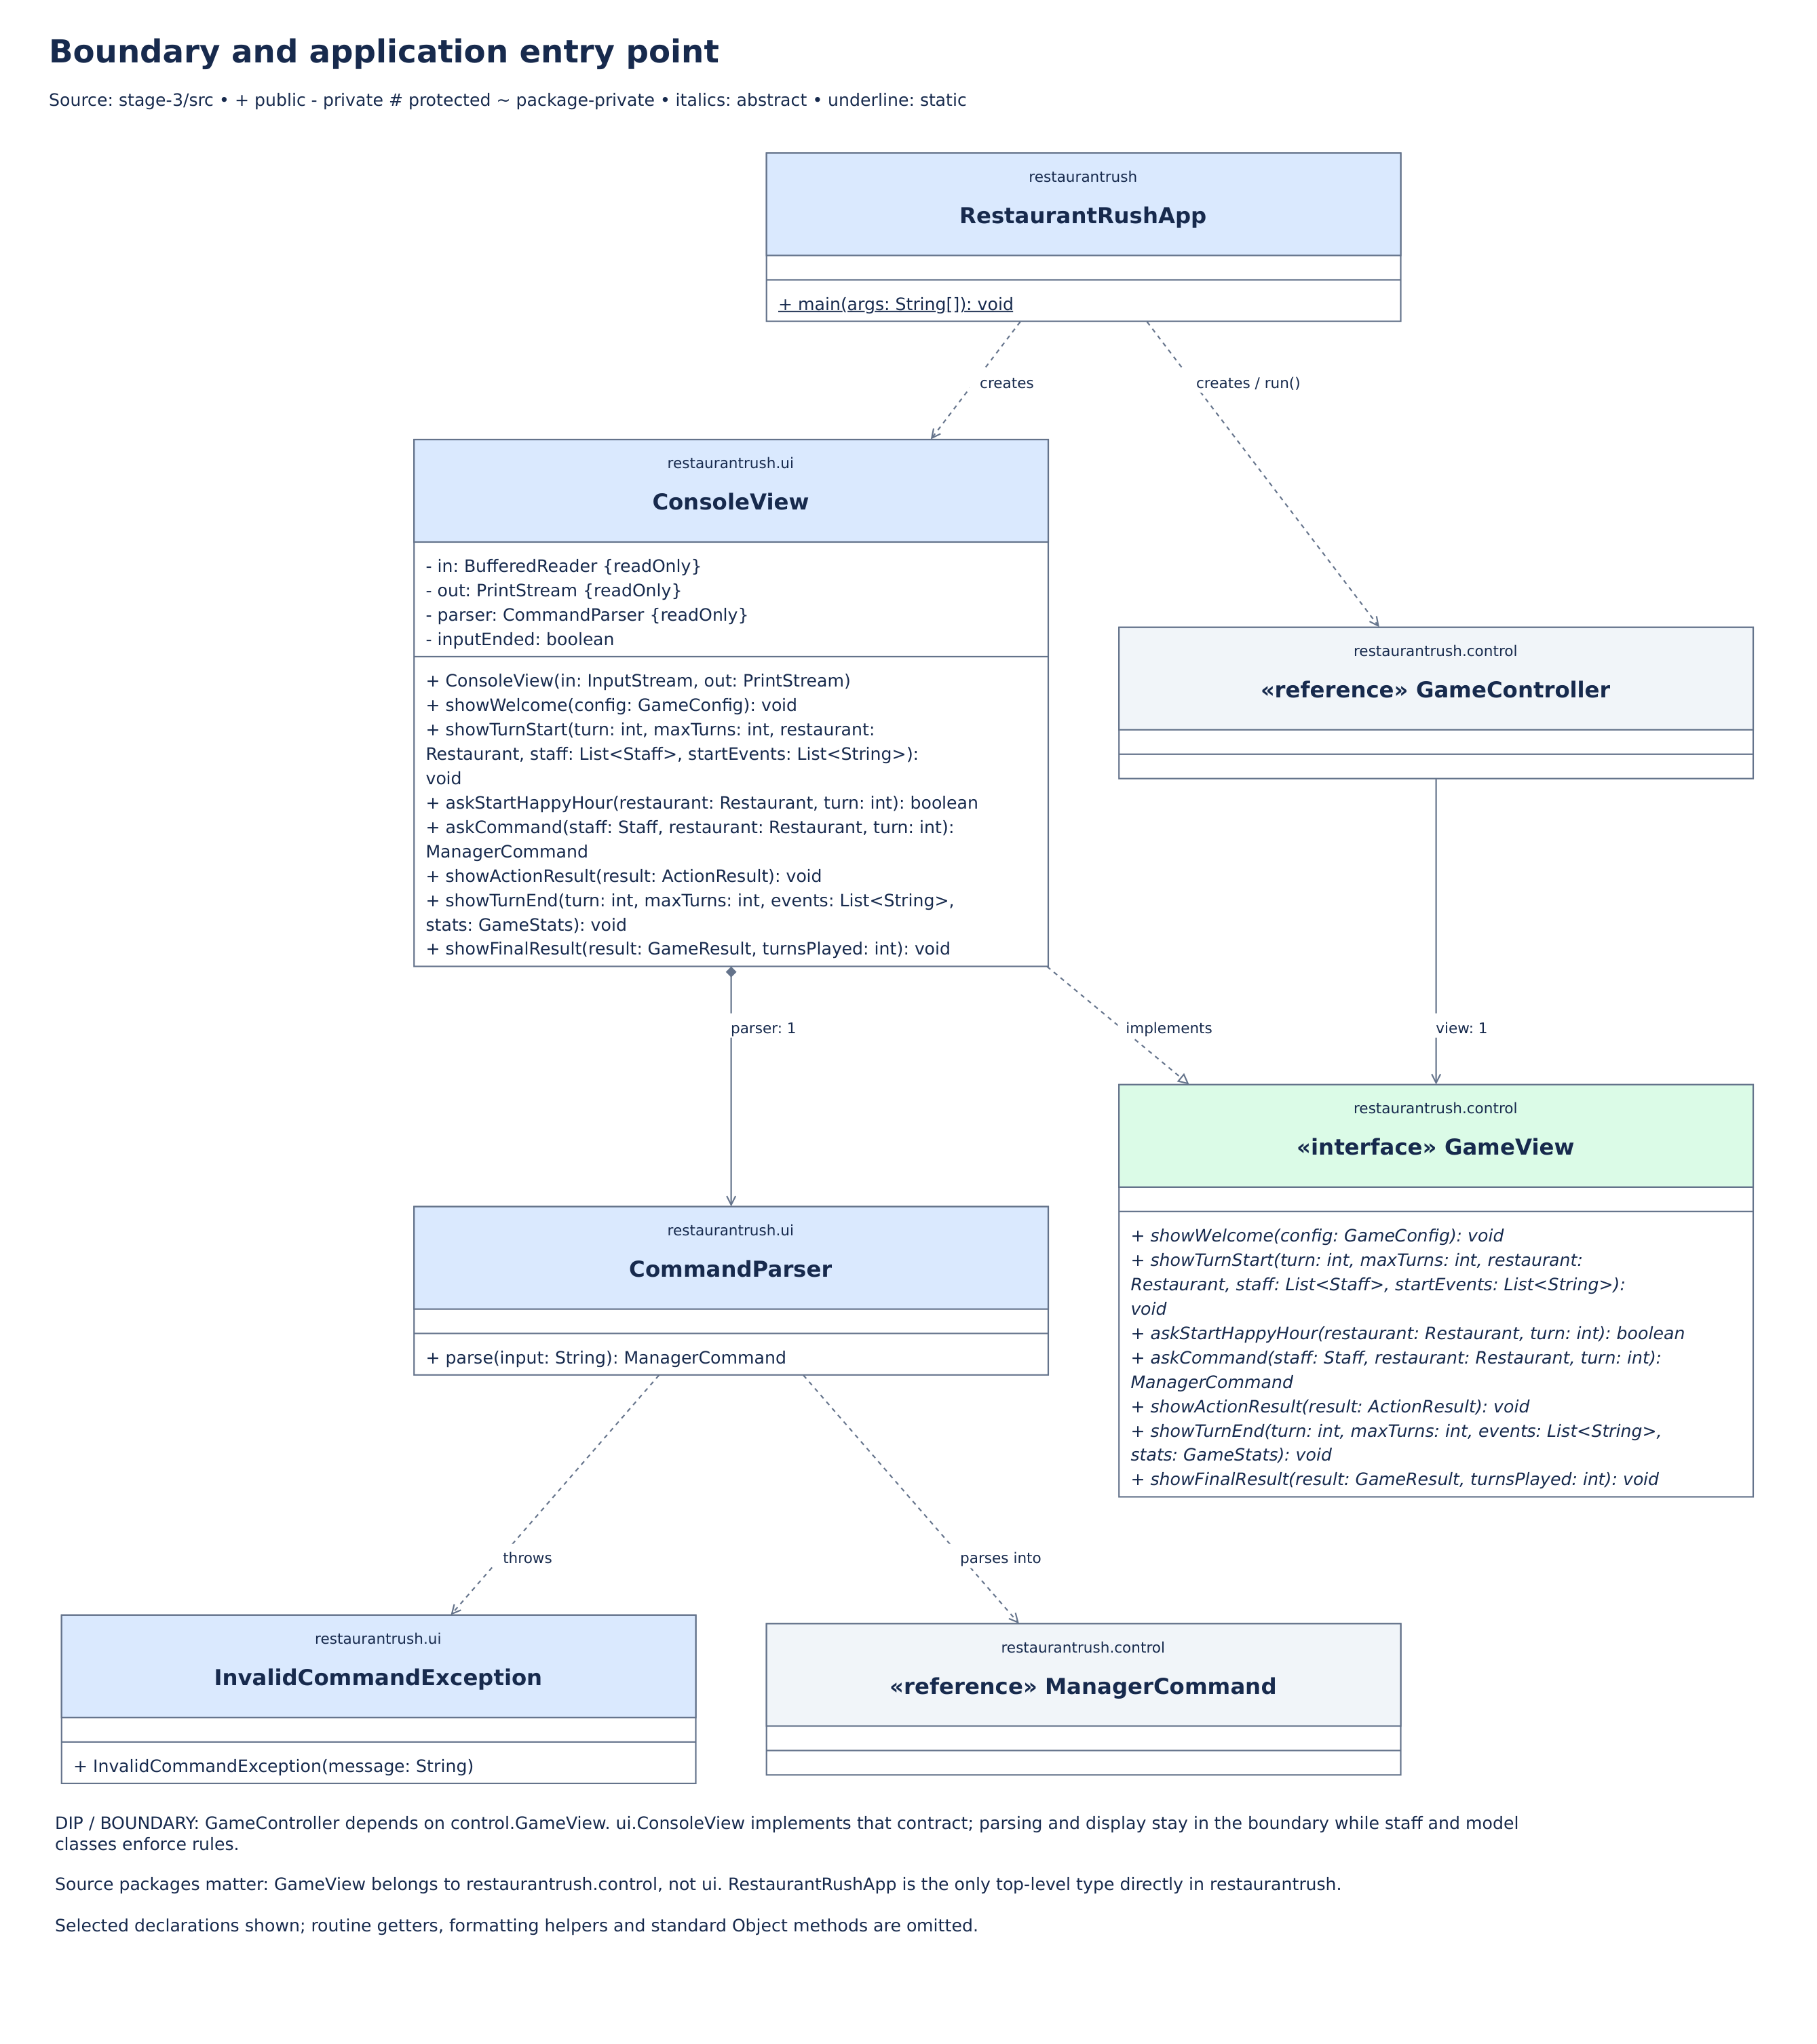 Boundary and application entry point
Source: stage-3/src • + public - private # protected ~ package-private • italics: abstract • underline: static
restaurantrush
RestaurantRushApp
+ main(args: String[]): void
creates
creates / run()
restaurantrush.ui
ConsoleView
- in: BufferedReader {readOnly}
- out: PrintStream {readOnly}
- parser: CommandParser {readOnly}
- inputEnded: boolean
+ ConsoleView(in: InputStream, out: PrintStream)
+ showWelcome(config: GameConfig): void
+ showTurnStart(turn: int, maxTurns: int, restaurant:
Restaurant, staff: List<Staff>, startEvents: List<String>):
void
+ askStartHappyHour(restaurant: Restaurant, turn: int): boolean
+ askCommand(staff: Staff, restaurant: Restaurant, turn: int):
ManagerCommand
+ showActionResult(result: ActionResult): void
+ showTurnEnd(turn: int, maxTurns: int, events: List<String>,
stats: GameStats): void
+ showFinalResult(result: GameResult, turnsPlayed: int): void
restaurantrush.control
«reference» GameController
parser: 1
implements
view: 1
restaurantrush.control
«interface» GameView
+ showWelcome(config: GameConfig): void
+ showTurnStart(turn: int, maxTurns: int, restaurant:
Restaurant, staff: List<Staff>, startEvents: List<String>):
void
+ askStartHappyHour(restaurant: Restaurant, turn: int): boolean
+ askCommand(staff: Staff, restaurant: Restaurant, turn: int):
ManagerCommand
+ showActionResult(result: ActionResult): void
+ showTurnEnd(turn: int, maxTurns: int, events: List<String>,
stats: GameStats): void
+ showFinalResult(result: GameResult, turnsPlayed: int): void
restaurantrush.ui
CommandParser
+ parse(input: String): ManagerCommand
throws
parses into
restaurantrush.ui
InvalidCommandException
+ InvalidCommandException(message: String)
restaurantrush.control
«reference» ManagerCommand
DIP / BOUNDARY: GameController depends on control.GameView. ui.ConsoleView implements that contract; parsing and display stay in the boundary while staff and model
classes enforce rules.
Source packages matter: GameView belongs to restaurantrush.control, not ui. RestaurantRushApp is the only top-level type directly in restaurantrush.
Selected declarations shown; routine getters, formatting helpers and standard Object methods are omitted.